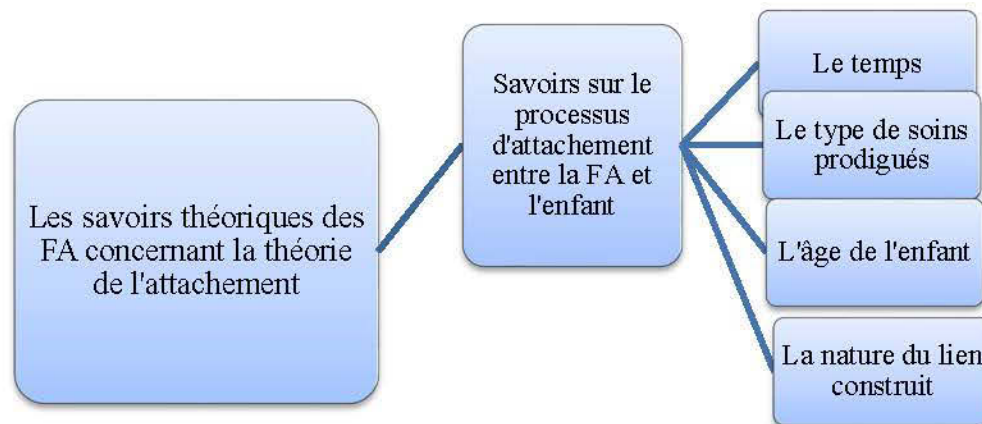 Les savoirs théoriques des
FA concernant la théorie
de l'attachement
Savoirs sur le
processus
d'attachement
entre la FA et
l'enfant
Le temps
Le type de soins
prodigués
L'âge de l'enfant
La nature du lien
construit